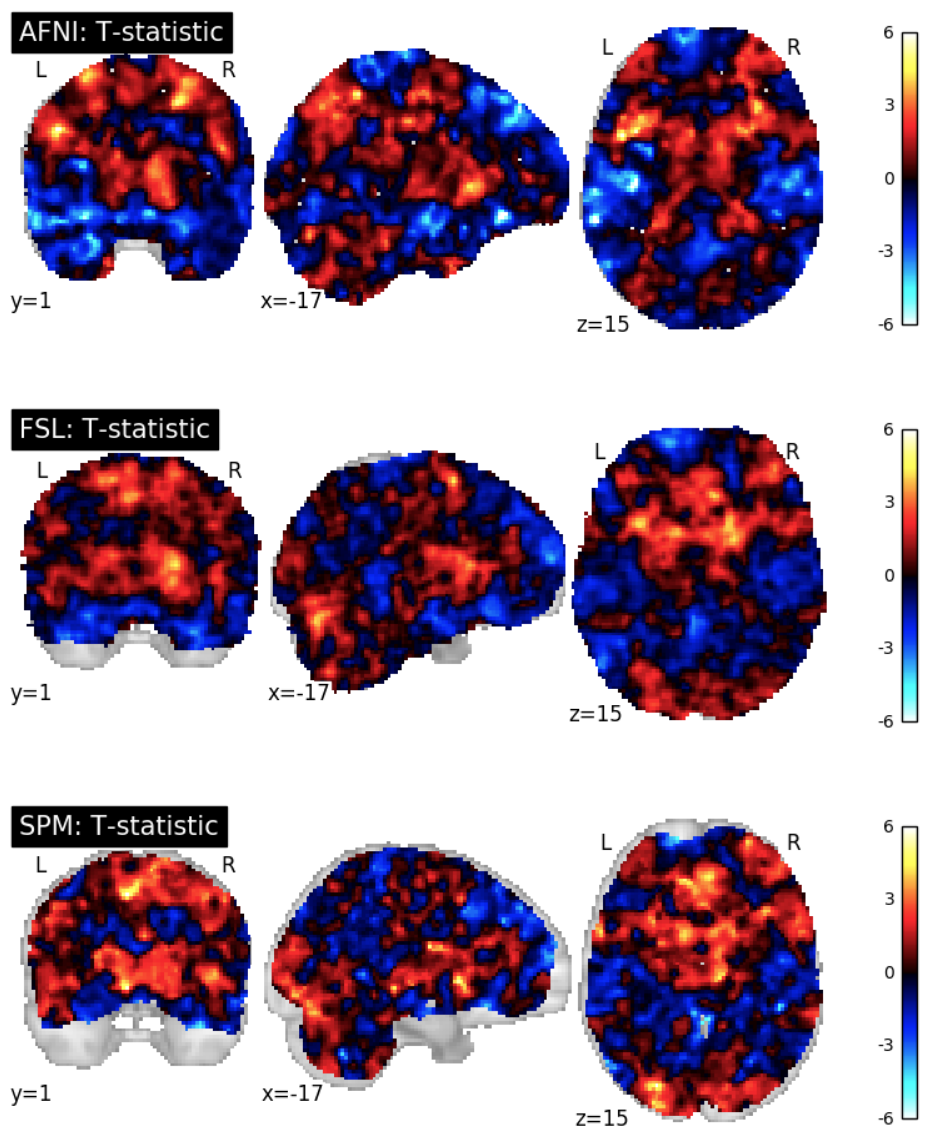 AFNI: T-statistic
L R L R
6
3
0
-3
-6
y=1 x=-17 z=15
FSL: T-statistic
L R L R
6
3
0
-3
-6
y=1 x=-17 z=15
SPM: T-statistic
L R L R
6
3
0
-3
-6
y=1 x=-17 z=15